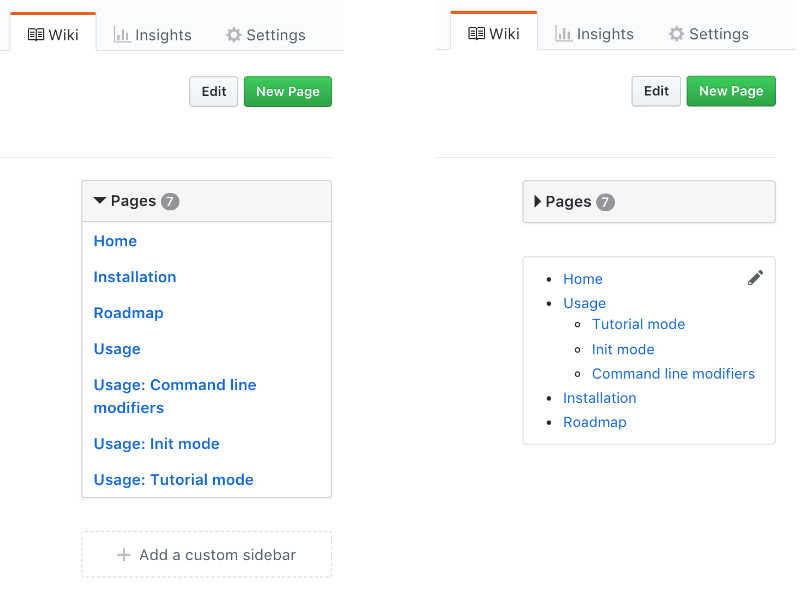 Wiki Insights Settings
Edit New Page
Pages 7
Home
Installation
Roadmap
Usage
Usage: Command line
modifiers
Usage: Init mode
Usage: Tutorial mode
Add a custom sidebar
Wiki Insights Settings
Edit New Page
Pages 7
Home
Usage
Tutorial mode
Init mode
Command line modifiers
Installation
Roadmap